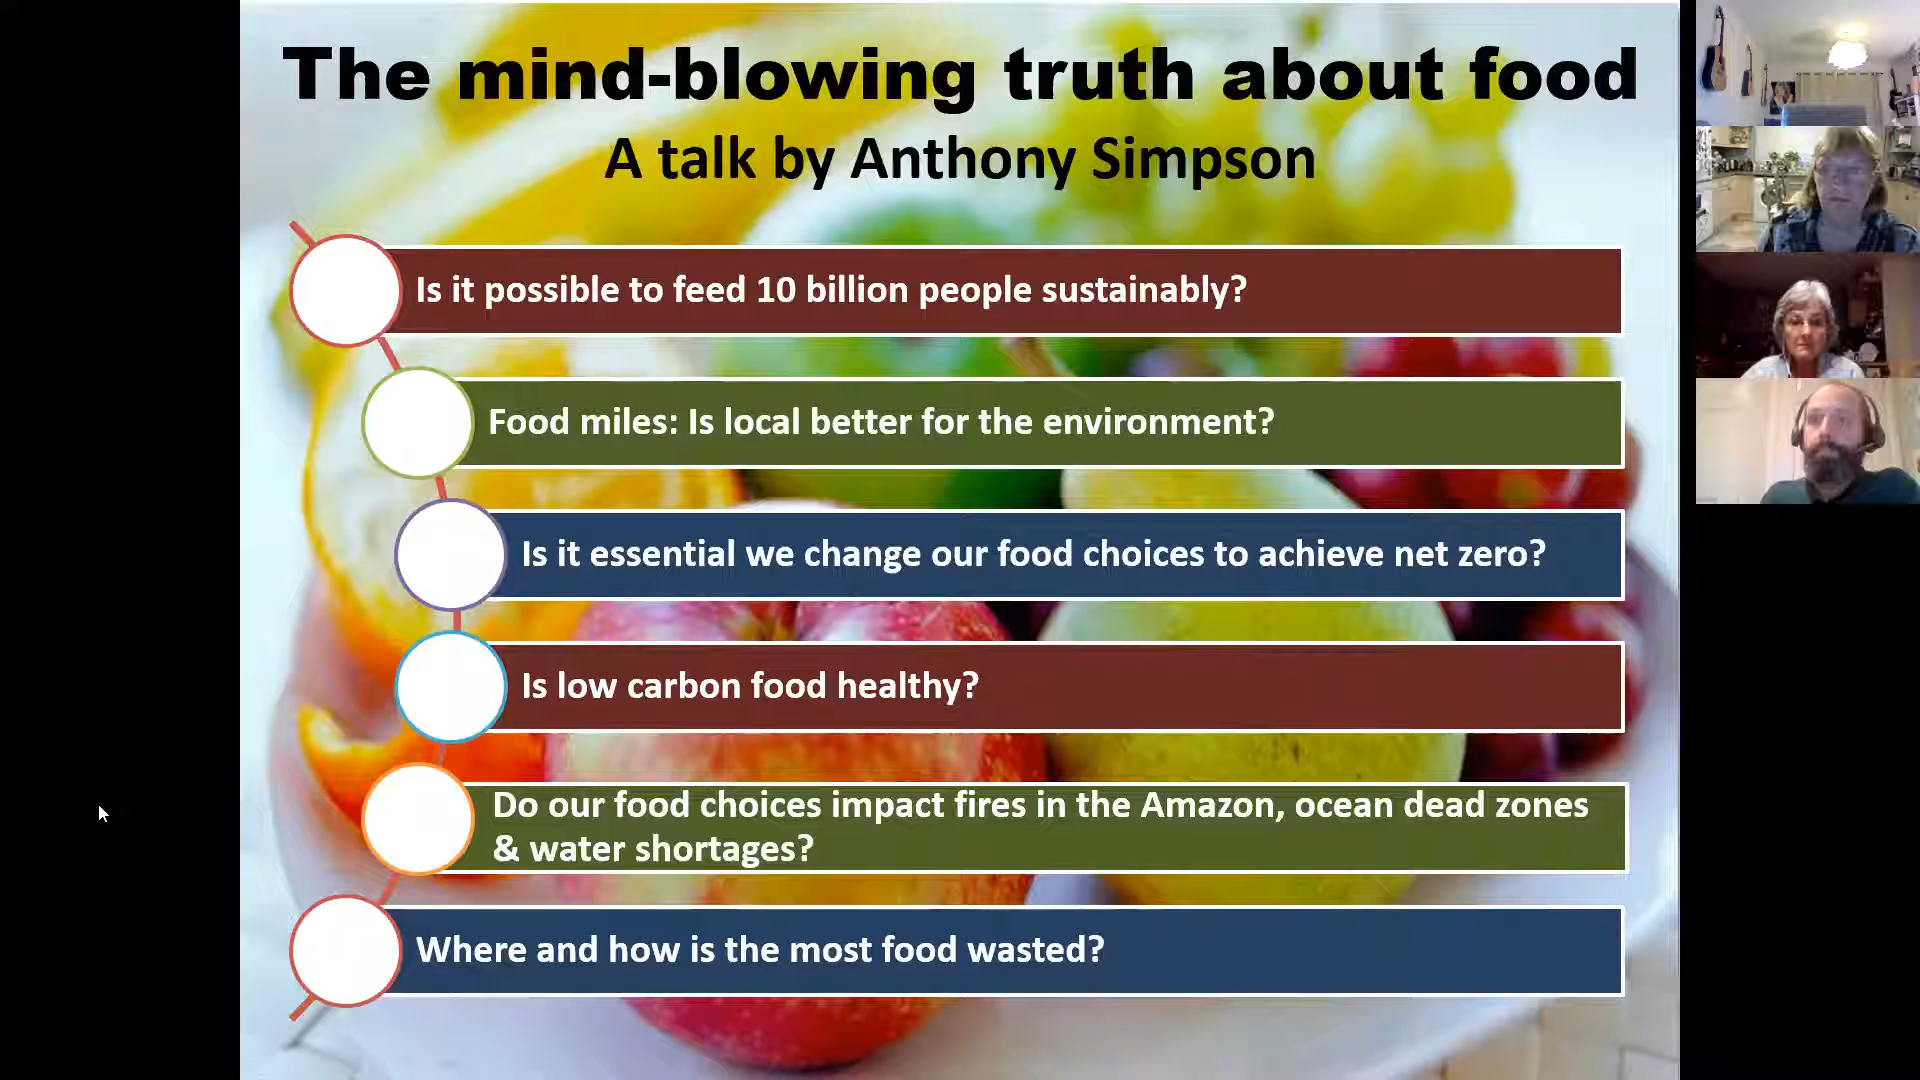 The mind-blowing truth about food
A talk by Anthony Simpson
Is it possible to feed 10 billion people sustainably?
Food miles: Is local better for the environment?
Is it essential we change our food choices to achieve net zero?
Is low carbon food healthy?
Do our food choices impact fires in the Amazon, ocean dead zones
& water shortages?
Where and how is the most food wasted?